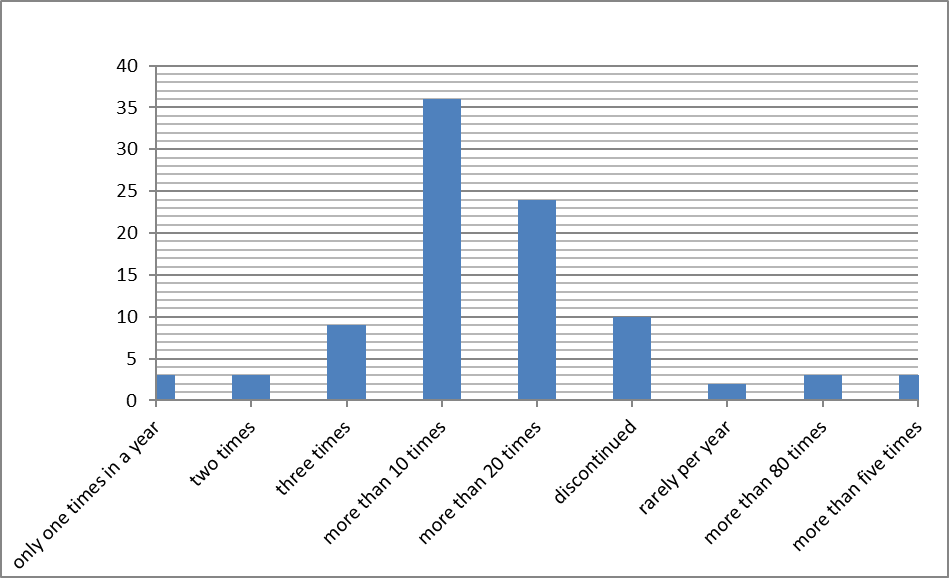 40
35
30
25
20
15
10
5
0
only one times in a year
two times
three times
more than 10 times
more than 20 times
discontinued
rarely per year
more than 80 times
more than five times